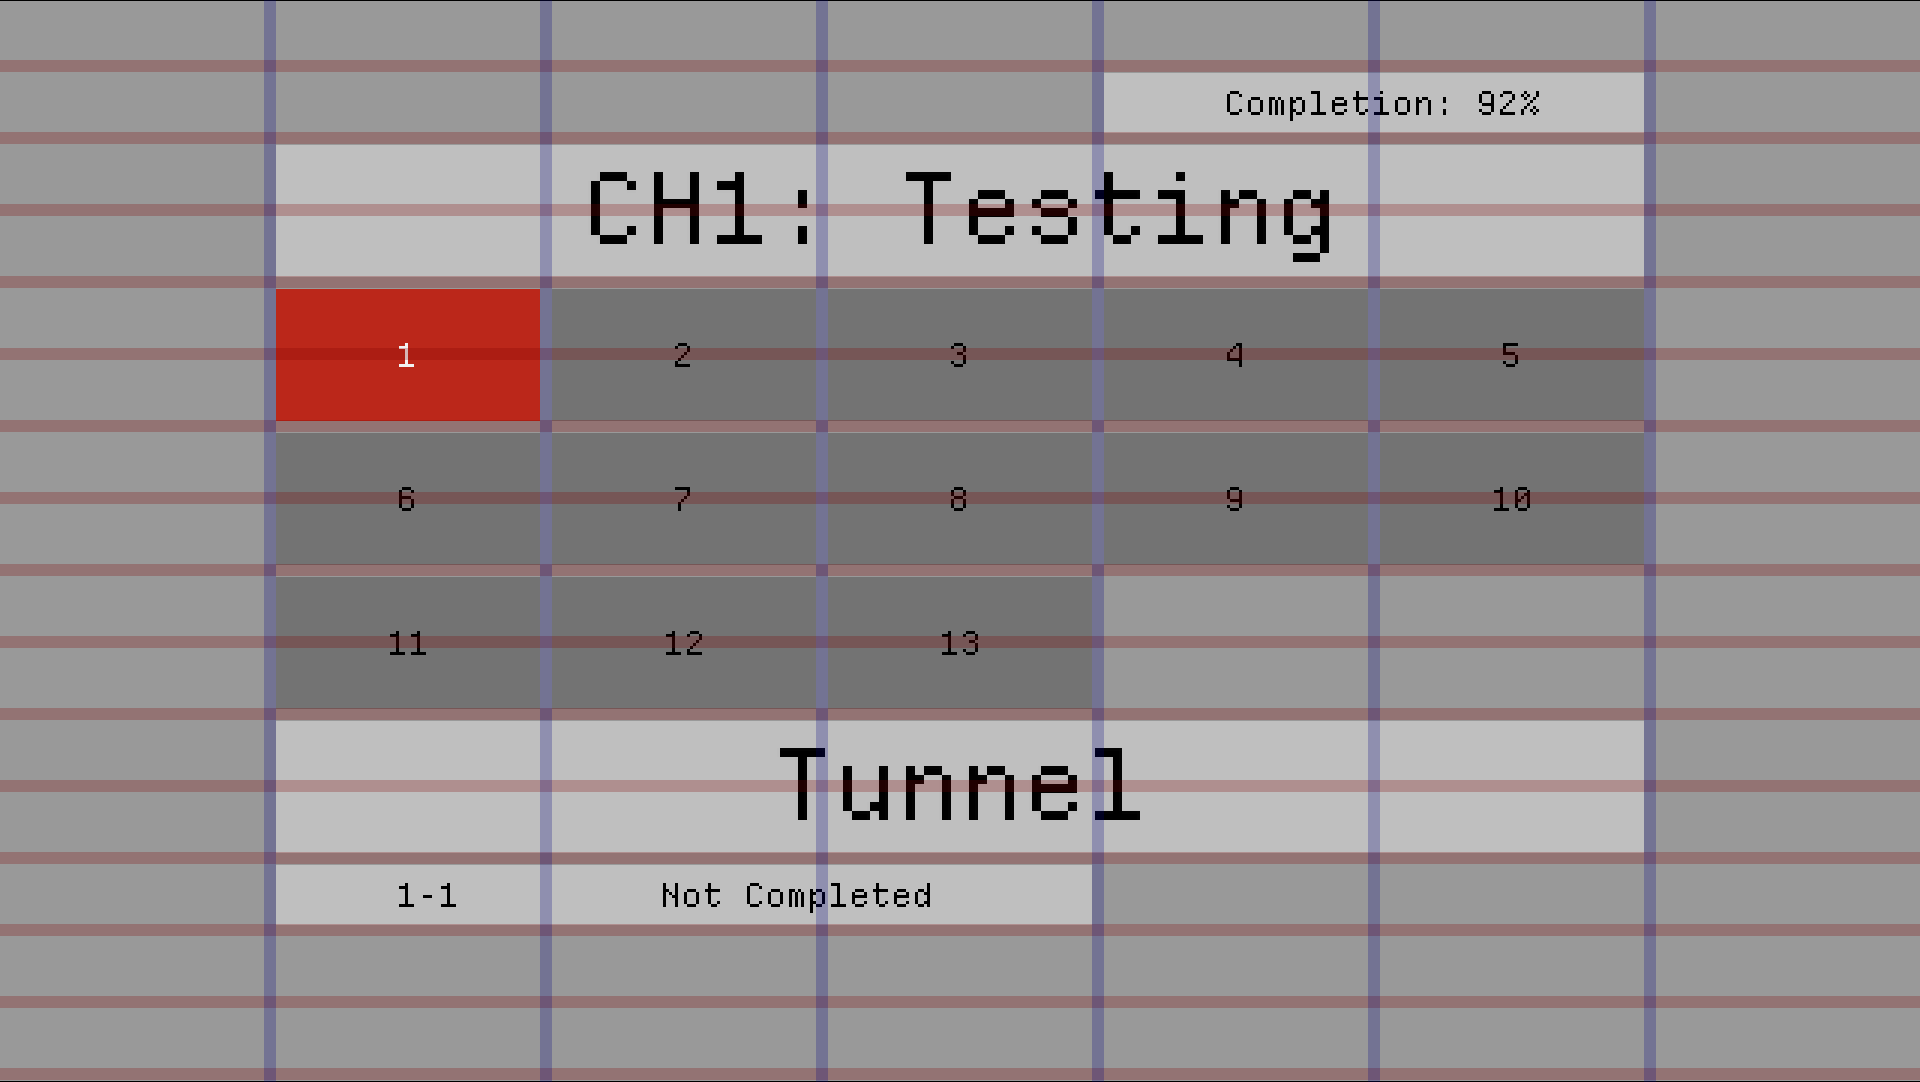 Completion: 92%
CH1: Testing
1 2 3 4 5
6 7 8 9 10
11 12 13
Tunnel
1-1 Not Completed